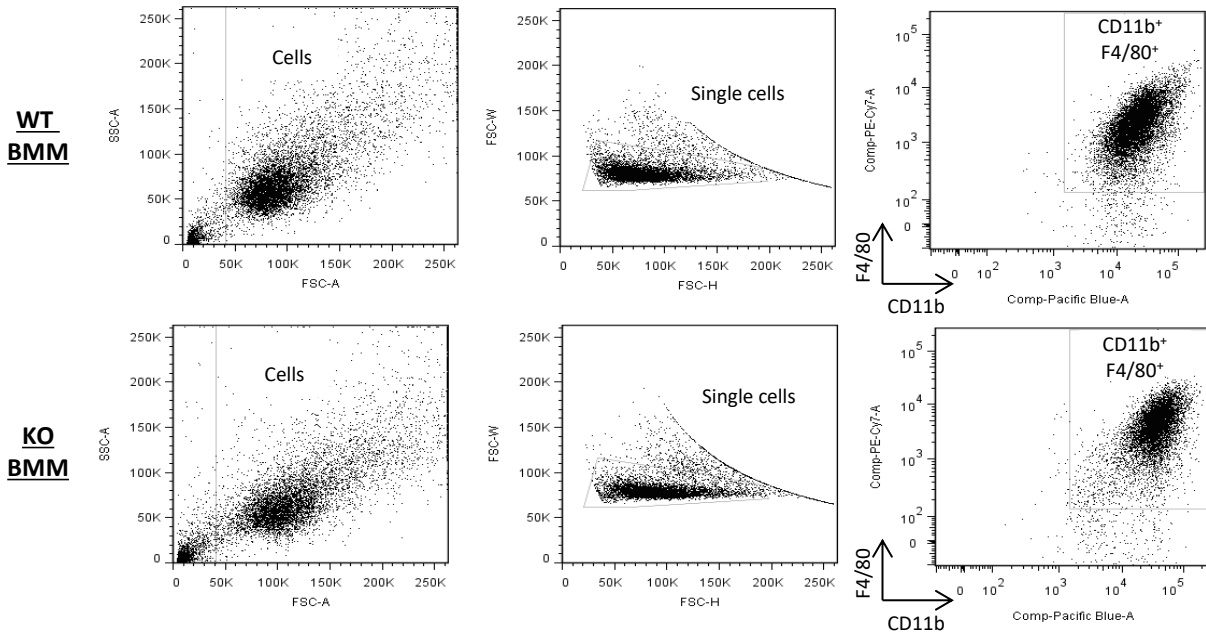 WT
BMM
250K
200K
150K
100K
50K
0
SSC-A
Cells
0 50K 100K 150K 200K 250K
FSC-A
250K
200K
150K
100K
50K
0
FSC-W
Single cells
0 50K 100K 150K 200K 250K
FSC-H
10^5
10^4
10^3
10^2
0
Comp-PE-Cy7-A
CD11b+
F4/80+
0 10^2 10^3 10^4 10^5
Comp-Pacific Blue-A
F4/80
CD11b
KO
BMM
250K
200K
150K
100K
50K
0
SSC-A
Cells
0 50K 100K 150K 200K 250K
FSC-A
250K
200K
150K
100K
50K
0
FSC-W
Single cells
0 50K 100K 150K 200K 250K
FSC-H
10^5
10^4
10^3
10^2
0
Comp-PE-Cy7-A
CD11b+
F4/80+
0 10^2 10^3 10^4 10^5
Comp-Pacific Blue-A
F4/80
CD11b